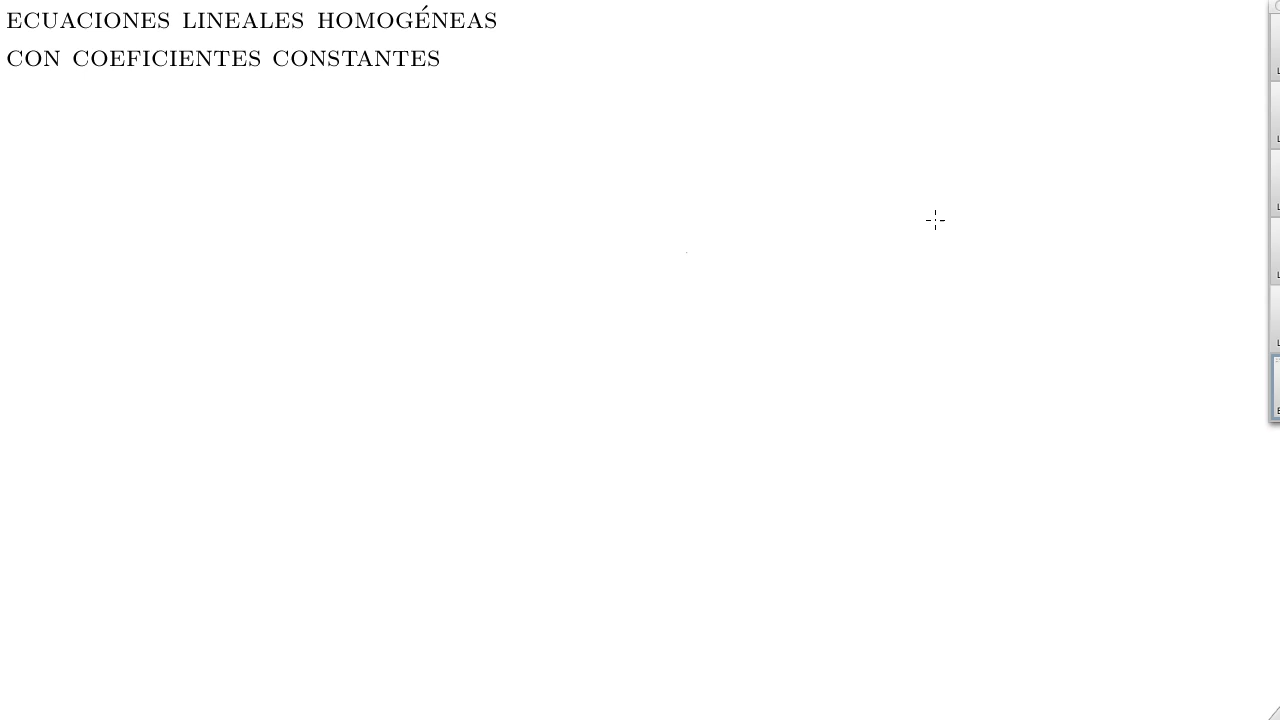 ECUACIONES LINEALES HOMOGÉNEAS
CON COEFICIENTES CONSTANTES